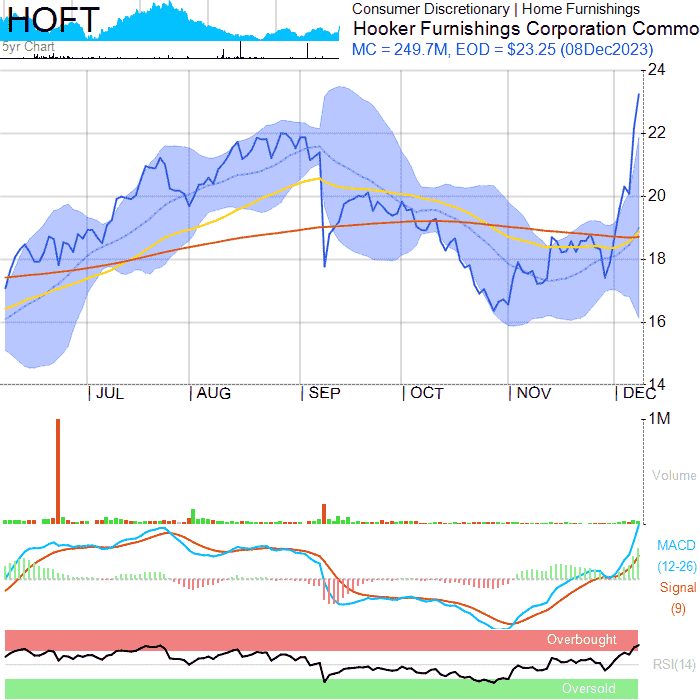 HOFT
5yr Chart
Consumer Discretionary | Home Furnishings
Hooker Furnishings Corporation Commo
MC = 249.7M, EOD = $23.25 (08Dec2023)
24
22
20
18
16
14
JUL AUG SEP OCT NOV DEC
1M
Volume
MACD
(12-26)
Signal
(9)
Overbought
RSI(14)
Oversold